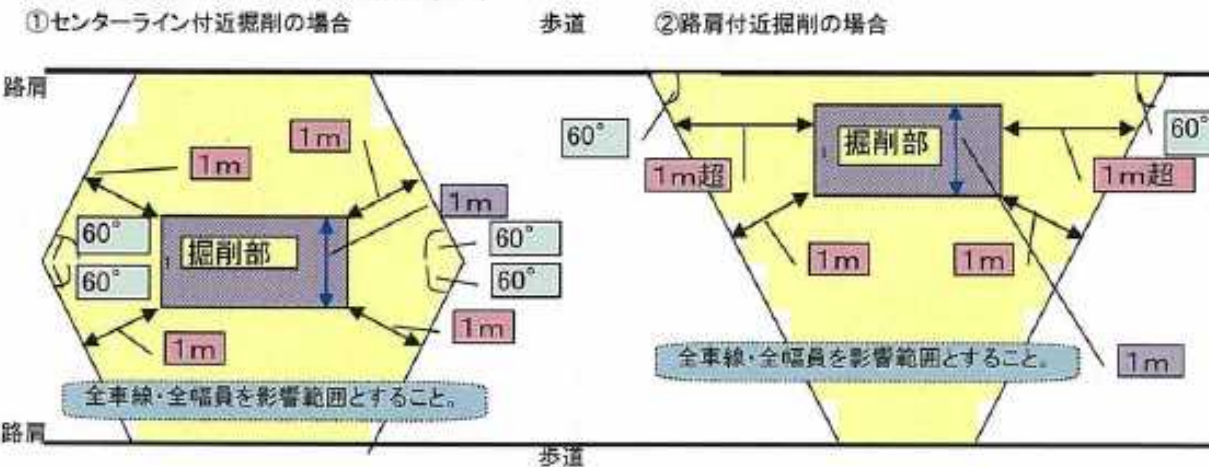 ①センターライン付近掘削の場合
歩道
②路肩付近掘削の場合
路肩
1m
1m
1m
60°
60°
掘削部
60°
60°
1m
1m
全車線・全幅員を影響範囲とすること。
路肩
歩道
60°
60°
1m超
掘削部
1m超
1m
1m
全車線・全幅員を影響範囲とすること。
1m